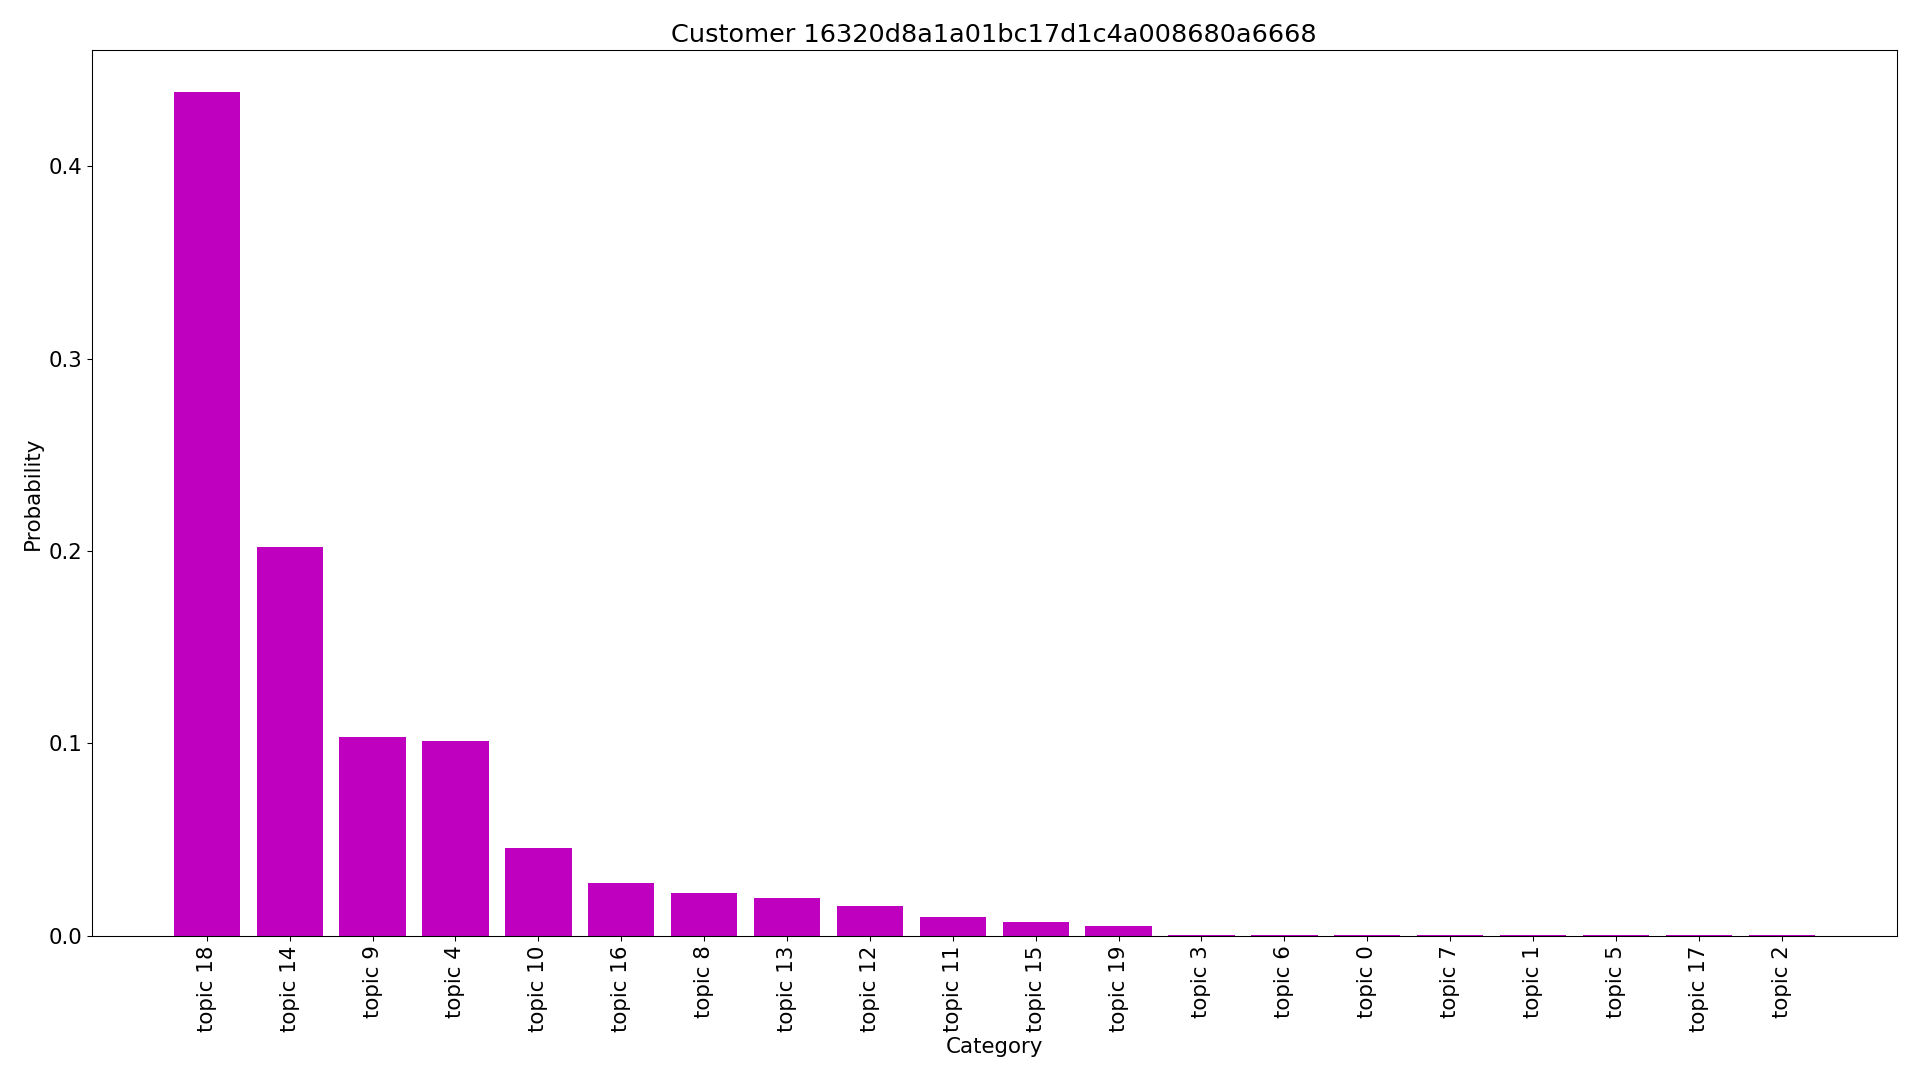 Customer 16320d8a1a01bc17d1c4a008680a6668
Probability
0.4
0.3
0.2
0.1
0.0
topic 18
topic 14
topic 9
topic 4
topic 10
topic 16
topic 8
topic 13
topic 12
topic 11
topic 15
topic 19
topic 3
topic 6
topic 0
topic 7
topic 1
topic 5
topic 17
topic 2
Category